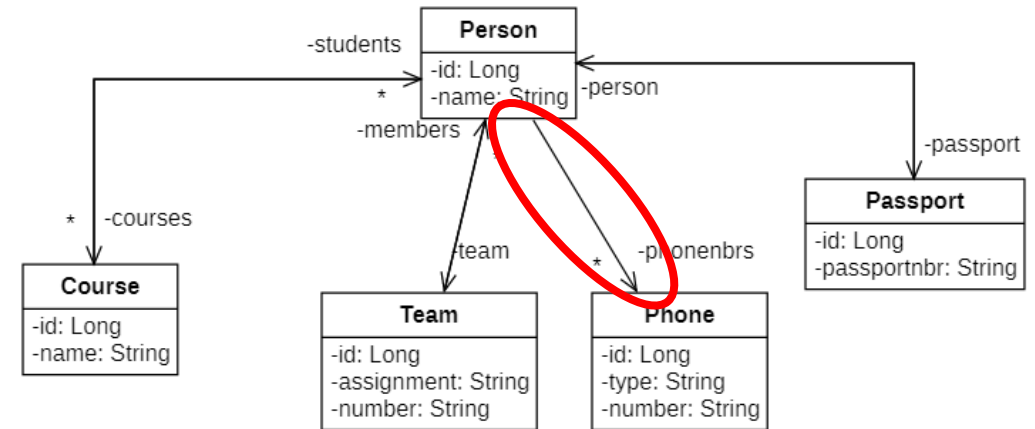 Person
-id: Long
-name: String
-students
*
-person
-members
*
-passport
Passport
-id: Long
-passportnbr: String
*
-courses
Course
-id: Long
-name: String
-team
Team
-id: Long
-assignment: String
-number: String
*
-phonenbrs
Phone
-id: Long
-type: String
-number: String